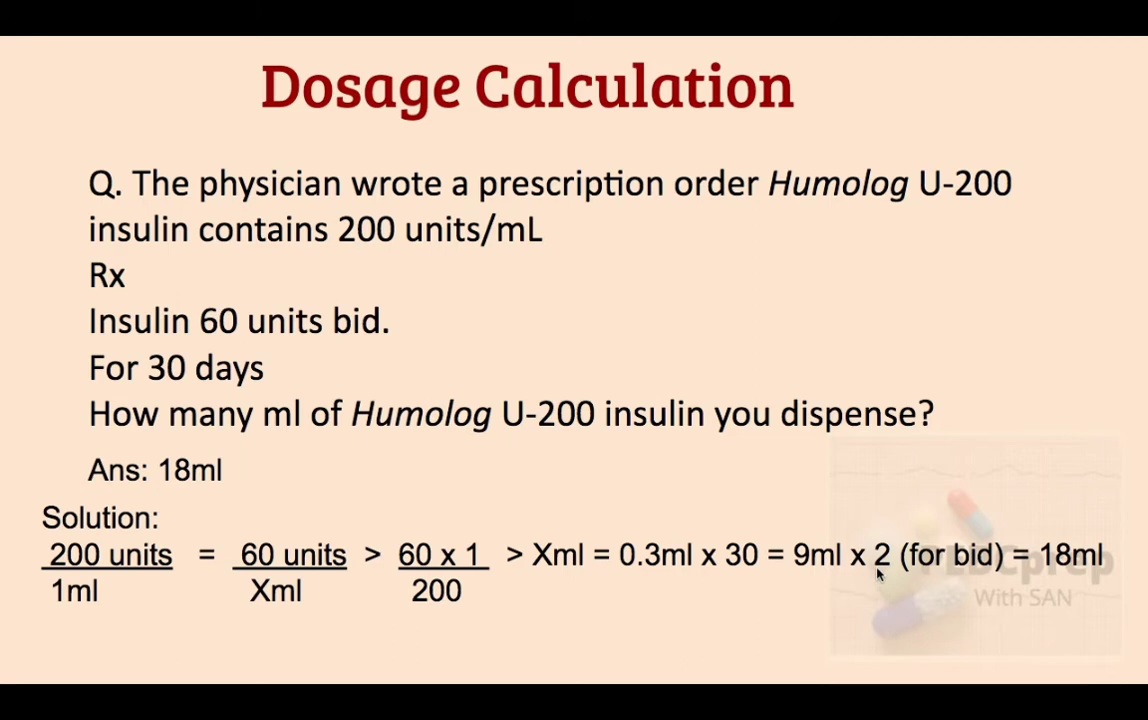 Dosage Calculation
Q. The physician wrote a prescription order Humolog U-200
insulin contains 200 units/mL
Rx
Insulin 60 units bid.
For 30 days
How many ml of Humolog U-200 insulin you dispense?
Ans: 18ml
Solution:
200 units = 60 units > 60 x 1 > Xml = 0.3ml x 30 = 9ml x 2 (for bid) = 18ml
1ml Xml 200
With SAN